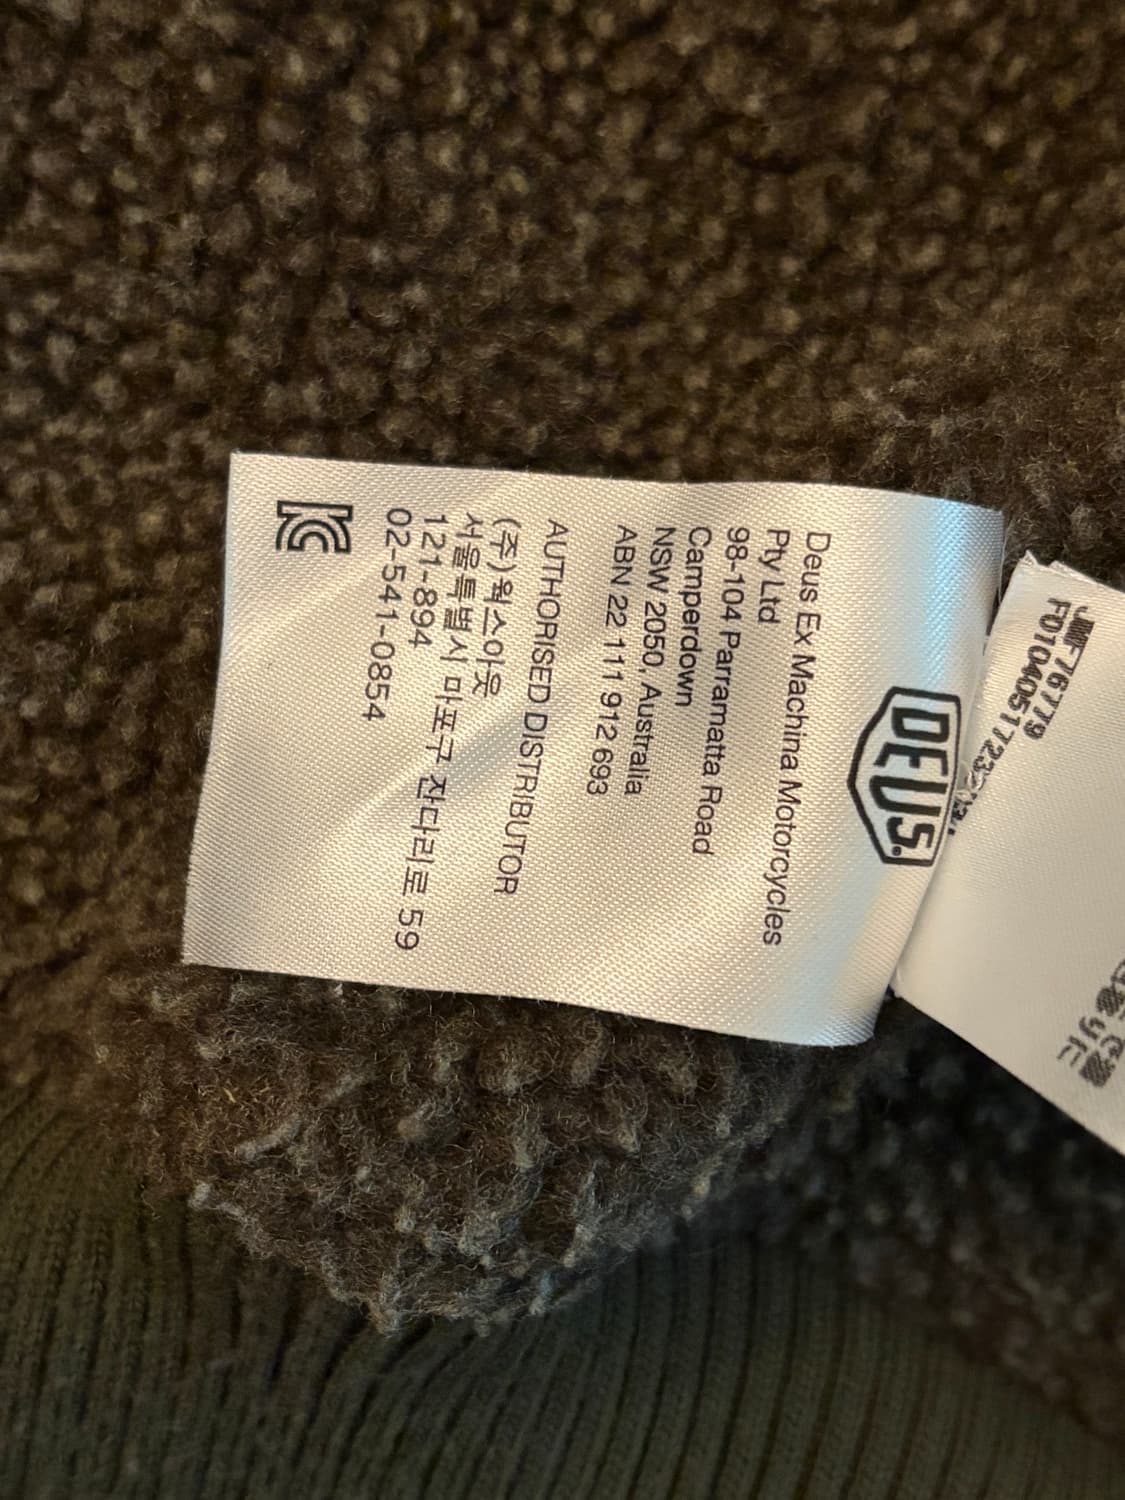 DEUS.
Deus Ex Machina Motorcycles
Pty Ltd
98-104 Parramatta Road
Camperdown
NSW 2050, Australia
ABN 22 111 912 693
AUTHORISED DISTRIBUTOR
(주)웍스아웃
서울특별시 마포구 잔다리로 59
121-894
02-541-0854
JMF76779